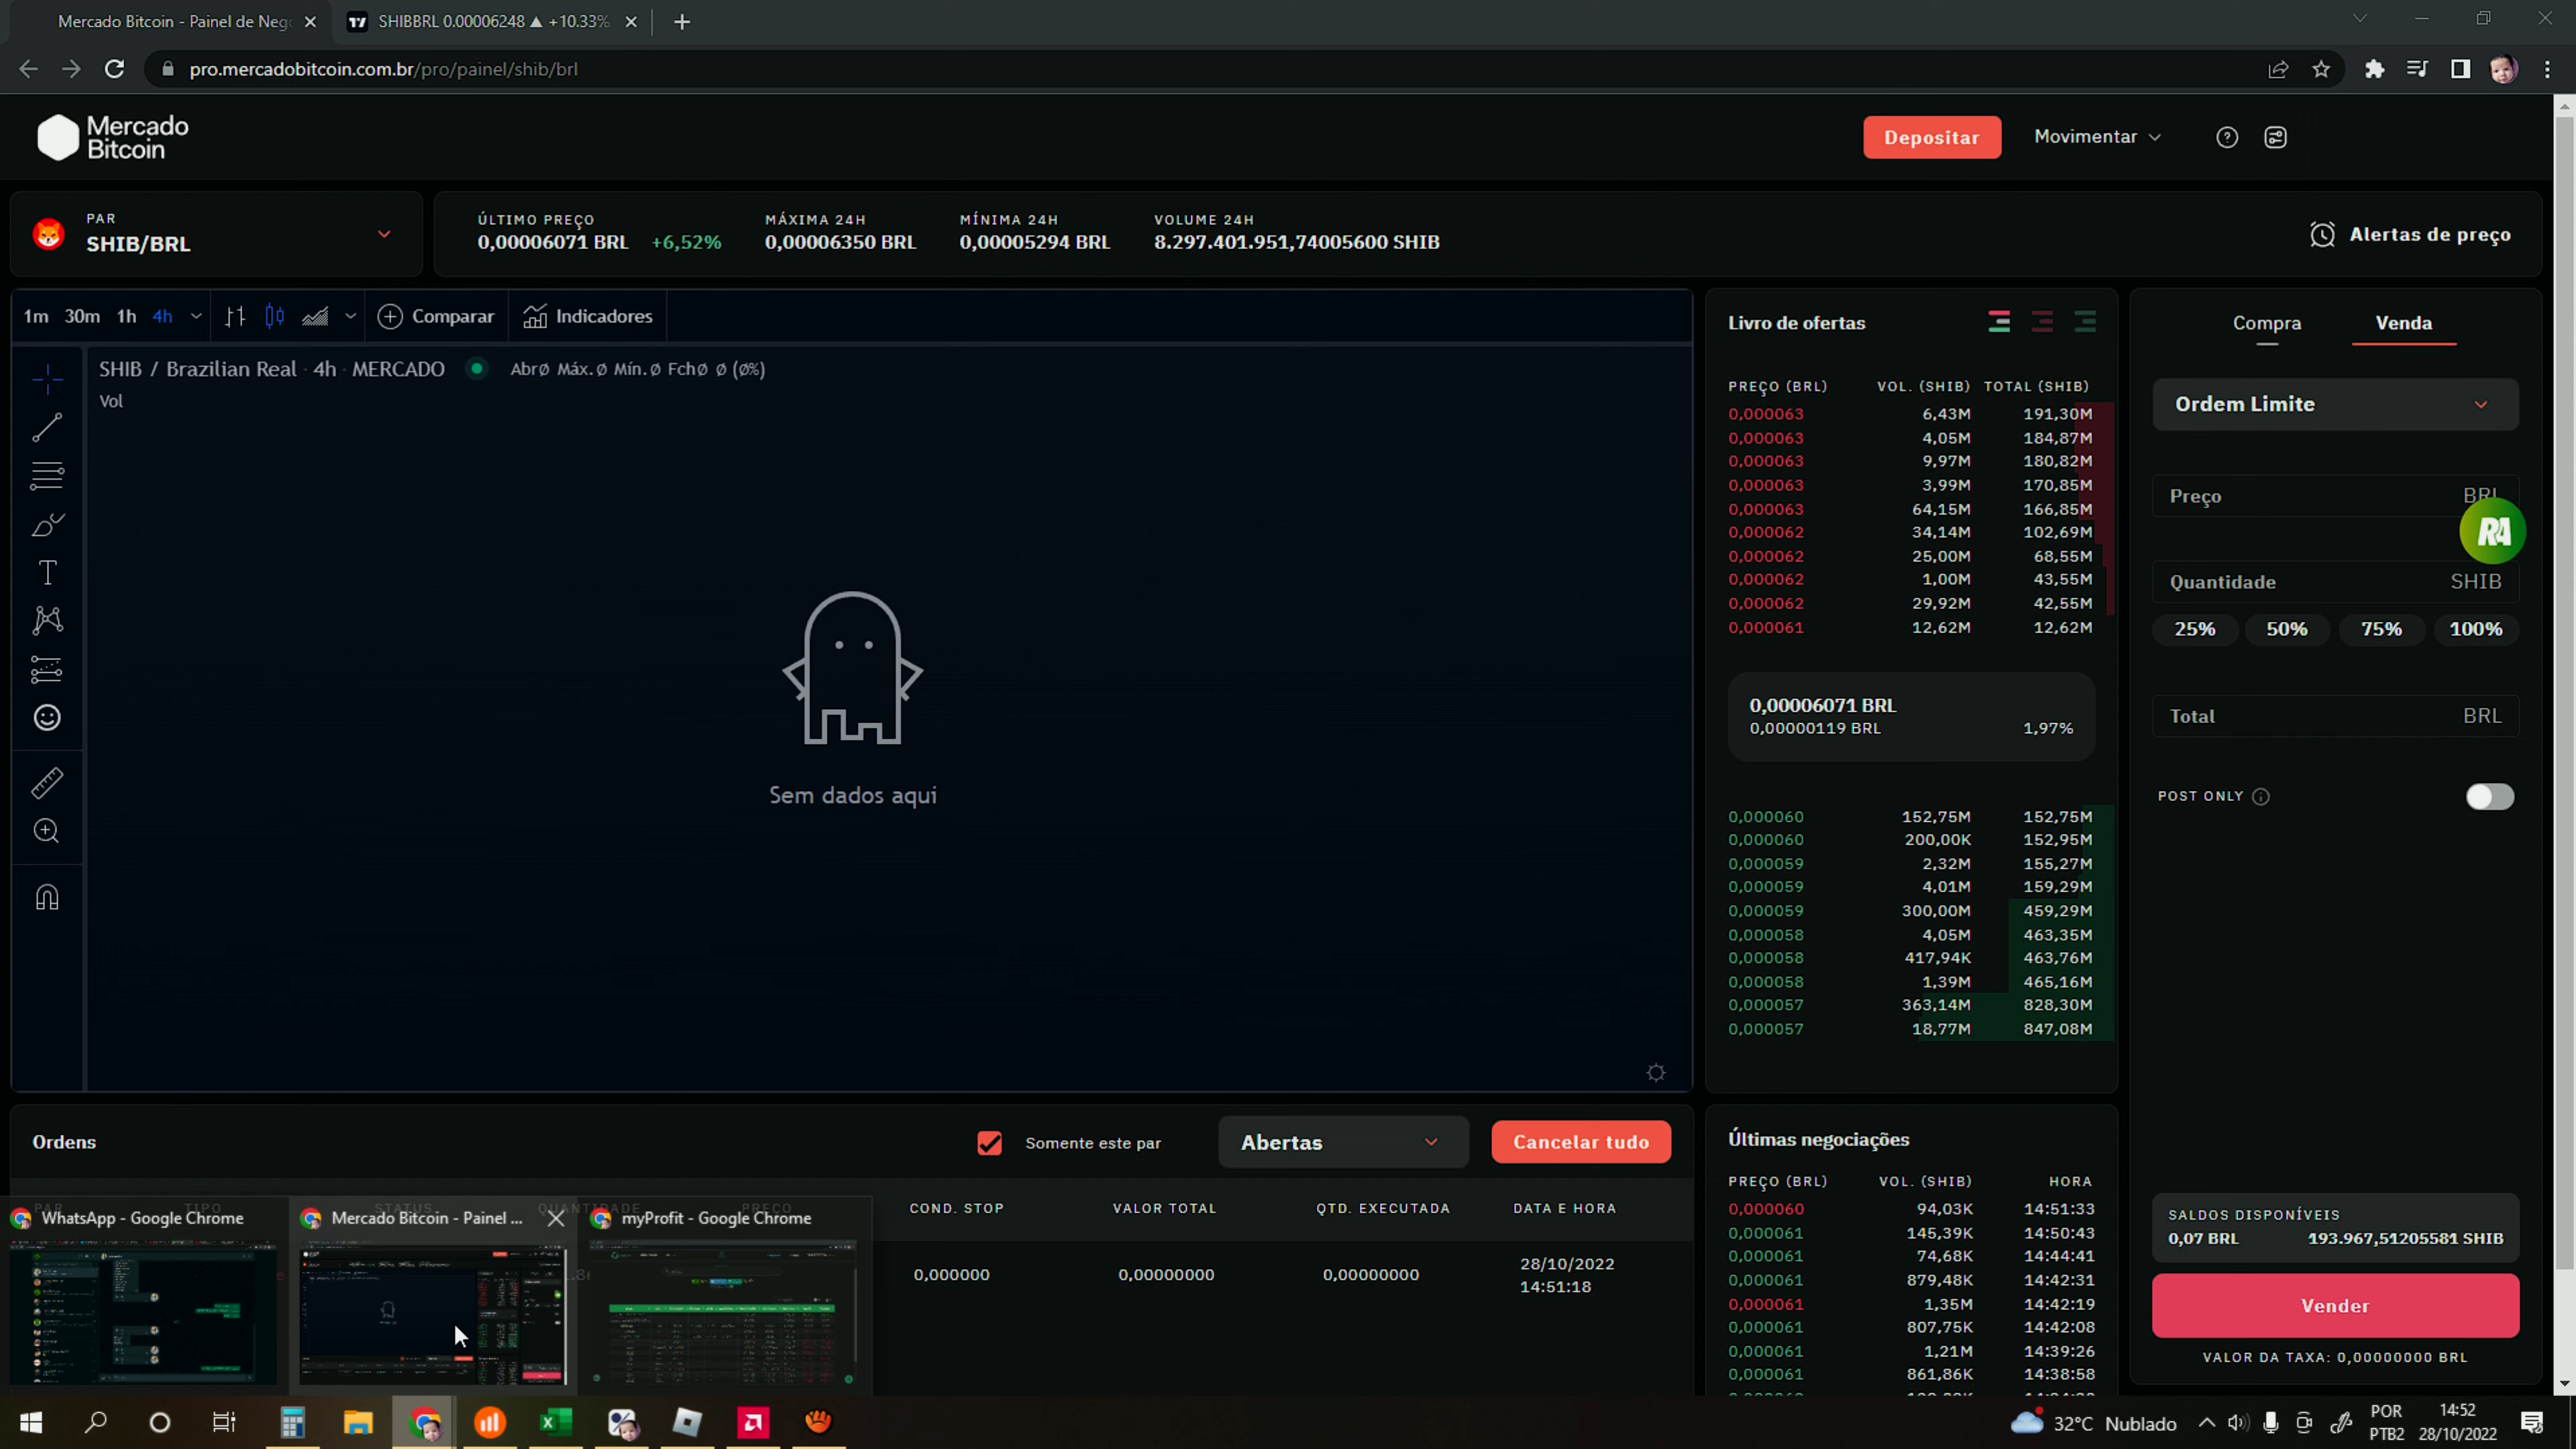 Mercado Bitcoin - Painel de Nego
SHIBBRL 0.00006248 ▲ +10.33%
pro.mercadobitcoin.com.br/pro/painel/shib/brl
Mercado
Bitcoin
Depositar
Movimentar
PAR
SHIB/BRL
ÚLTIMO PREÇO
0,00006071 BRL +6,52%
MÁXIMA 24H
0,00006350 BRL
MÍNIMA 24H
0,00005294 BRL
VOLUME 24H
8.297.401.951,74005600 SHIB
Alertas de preço
1m 30m 1h 4h
Comparar
Indicadores
SHIB / Brazilian Real · 4h · MERCADO
AbrØ Máx.Ø Mín.Ø FchØ Ø (Ø%)
Vol
T
Sem dados aqui
Livro de ofertas
PREÇO (BRL) VOL. (SHIB) TOTAL (SHIB)
0,000063 6,43M 191,30M
0,000063 4,05M 184,87M
0,000063 9,97M 180,82M
0,000063 3,99M 170,85M
0,000063 64,15M 166,85M
0,000062 34,14M 102,69M
0,000062 25,00M 68,55M
0,000062 1,00M 43,55M
0,000062 29,92M 42,55M
0,000061 12,62M 12,62M
0,00006071 BRL
0,00000119 BRL 1,97%
0,000060 152,75M 152,75M
0,000060 200,00K 152,95M
0,000059 2,32M 155,27M
0,000059 4,01M 159,29M
0,000059 300,00M 459,29M
0,000058 4,05M 463,35M
0,000058 417,94K 463,76M
0,000058 1,39M 465,16M
0,000057 363,14M 828,30M
0,000057 18,77M 847,08M
Compra
Venda
Ordem Limite
Preço BRL
RA
Quantidade SHIB
25% 50% 75% 100%
Total BRL
POST ONLY
SALDOS DISPONÍVEIS
0,07 BRL 193.967,51205581 SHIB
Vender
VALOR DA TAXA: 0,00000000 BRL
Ordens
Somente este par
Abertas
Cancelar tudo
PAR TIPO STATUS QUANTIDADE PREÇO COND. STOP VALOR TOTAL QTD. EXECUTADA DATA E HORA
0,000000 0,00000000 0,00000000 28/10/2022
14:51:18
WhatsApp - Google Chrome
Mercado Bitcoin - Painel ...
myProfit - Google Chrome
Últimas negociações
PREÇO (BRL) VOL. (SHIB) HORA
0,000060 94,03K 14:51:33
0,000061 145,39K 14:50:43
0,000061 74,68K 14:44:41
0,000061 879,48K 14:42:31
0,000061 1,35M 14:42:19
0,000061 807,75K 14:42:08
0,000061 1,21M 14:39:26
0,000061 861,86K 14:38:58
32°C Nublado
POR
PTB2
14:52
28/10/2022